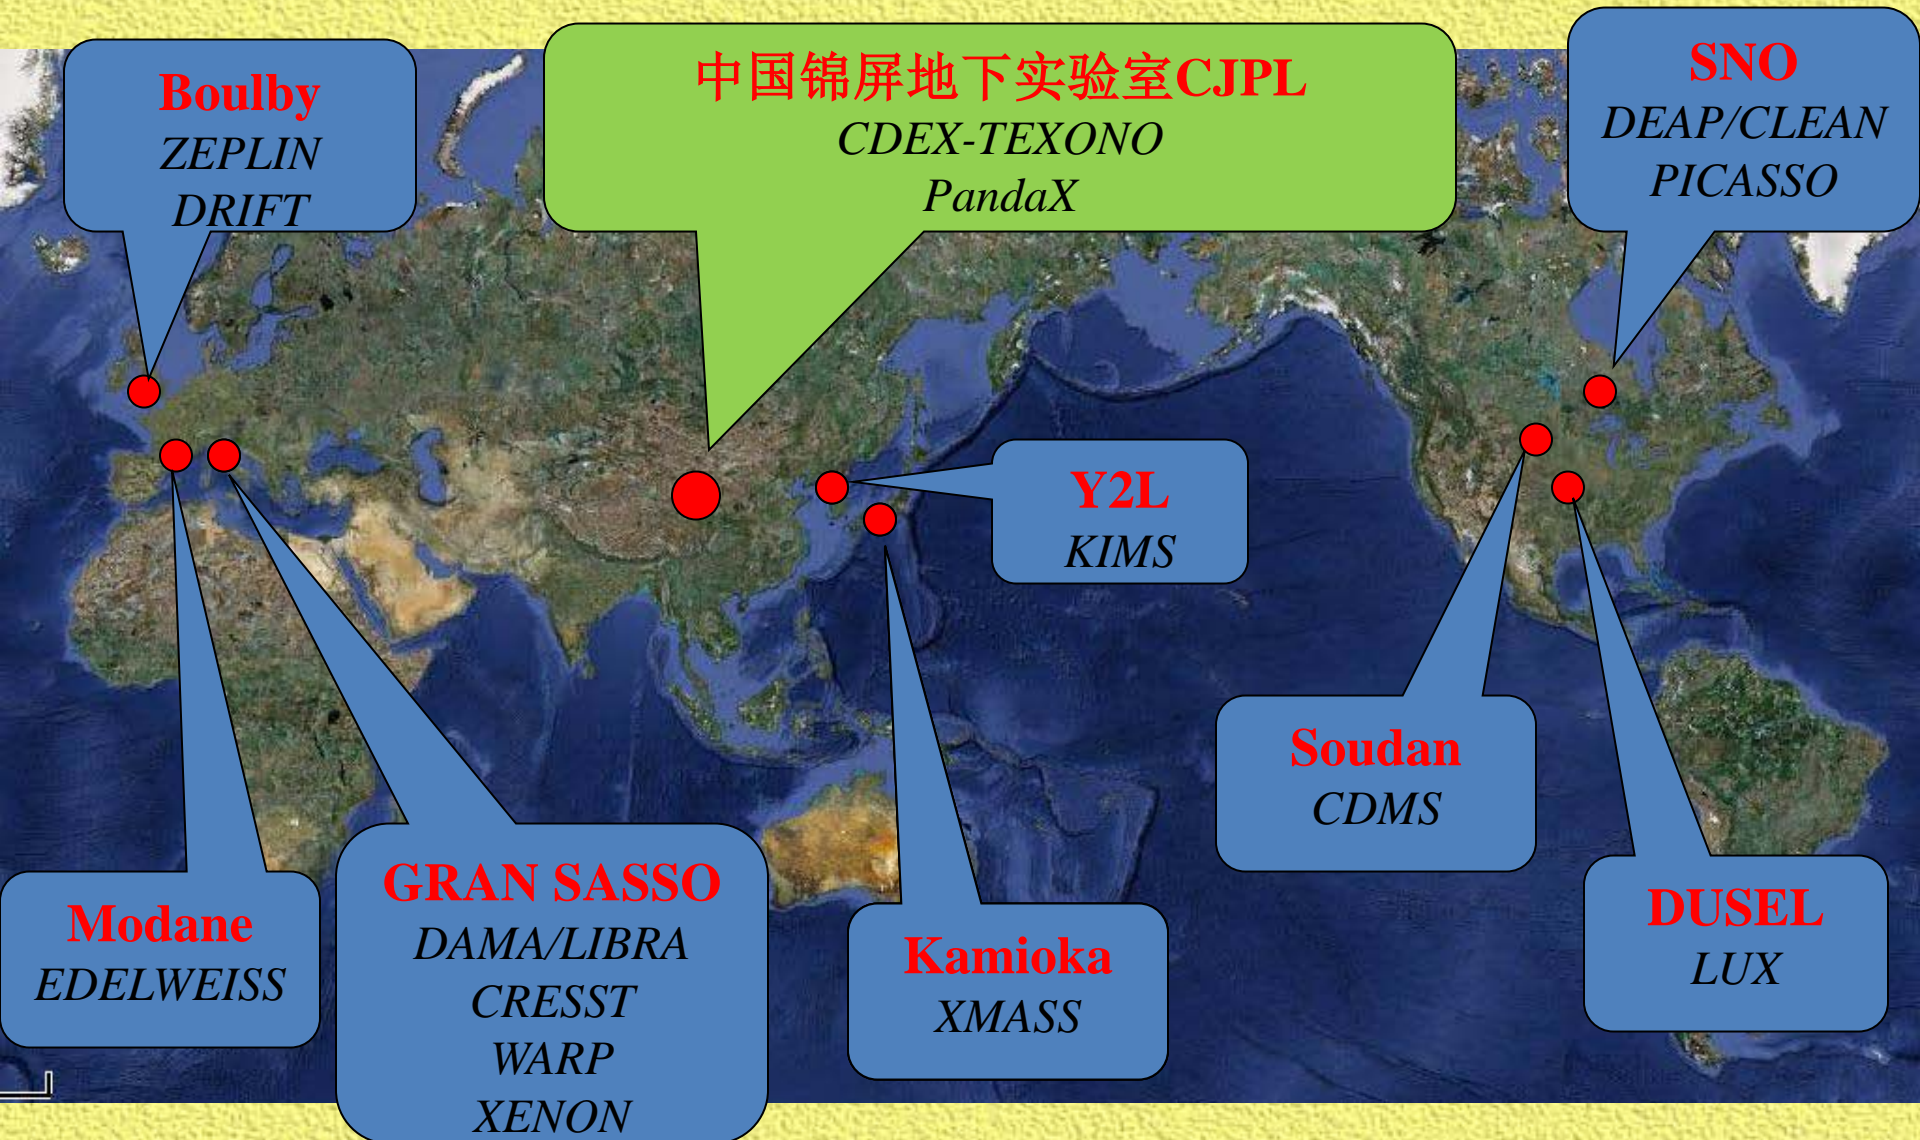 Boulby
ZEPLIN
DRIFT
中国锦屏地下实验室CJPL
CDEX-TEXONO
PandaX
SNO
DEAP/CLEAN
PICASSO
Y2L
KIMS
Soudan
CDMS
Modane
EDELWEISS
GRAN SASSO
DAMA/LIBRA
CRESST
WARP
XENON
Kamioka
XMASS
DUSEL
LUX